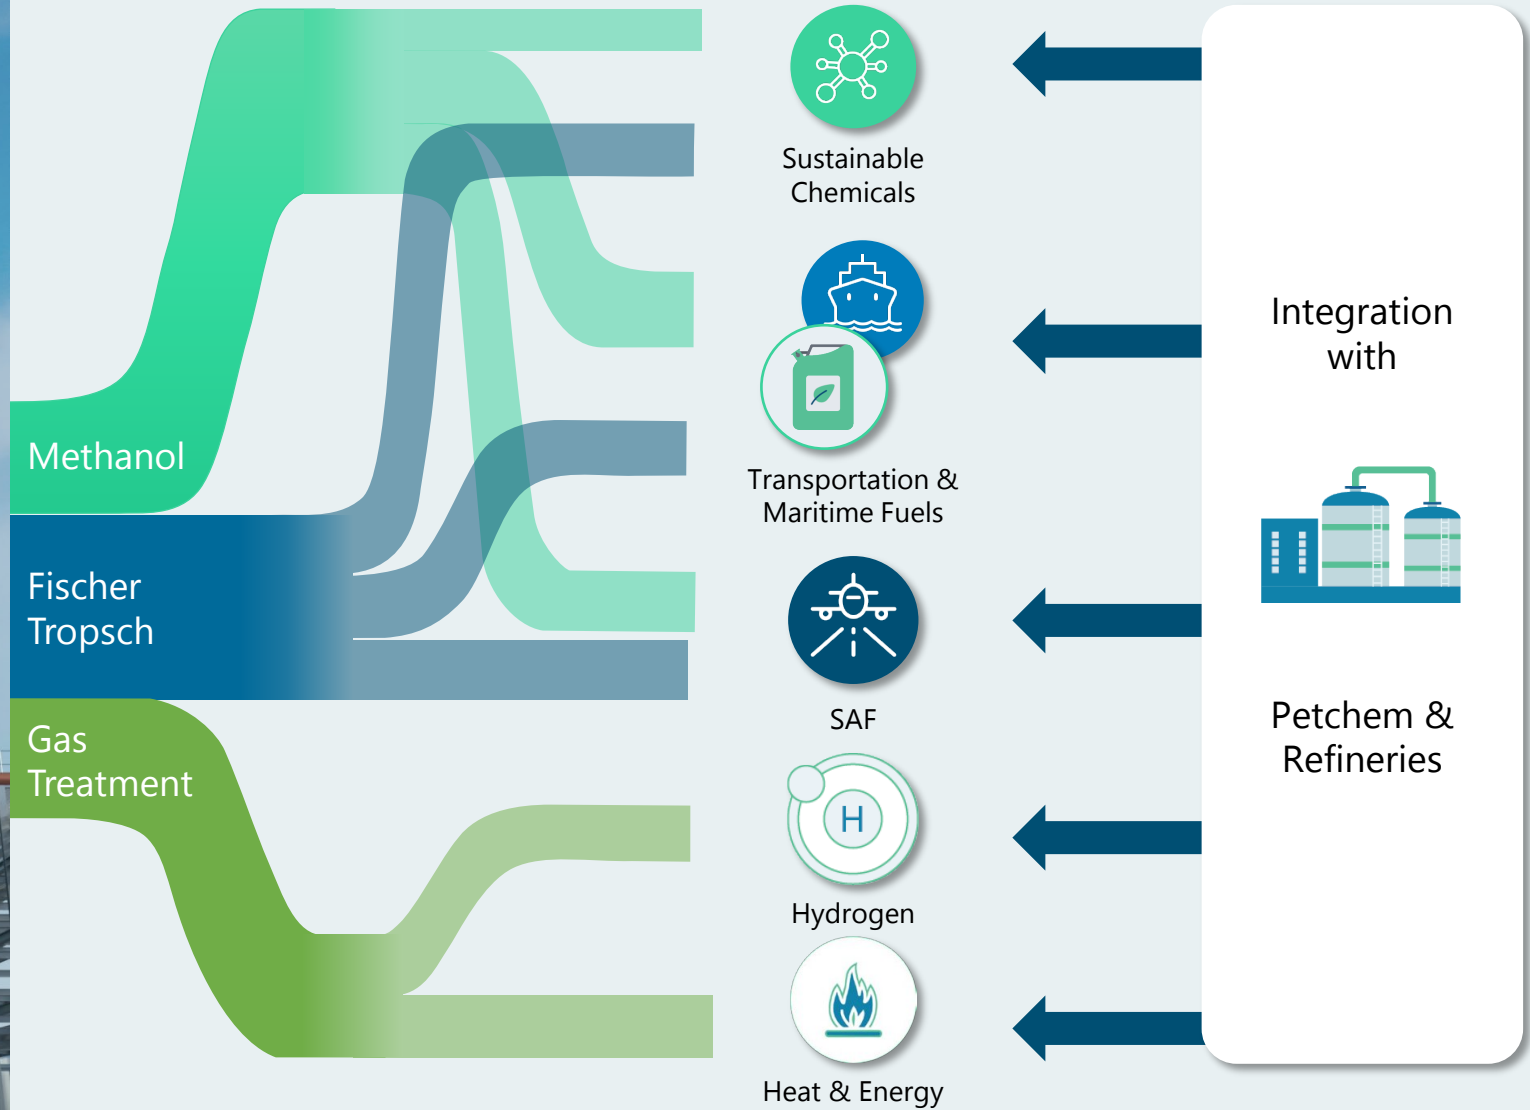 Methanol
Fischer
Tropsch
Gas
Treatment
Sustainable
Chemicals
Transportation &
Maritime Fuels
SAF
H
Hydrogen
Heat & Energy
Integration
with
Petchem &
Refineries